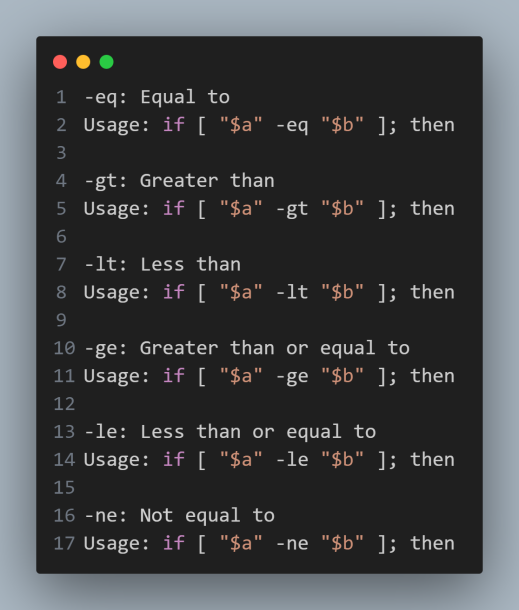 1 -eq: Equal to
2 Usage: if [ "$a" -eq "$b" ]; then
3
4 -gt: Greater than
5 Usage: if [ "$a" -gt "$b" ]; then
6
7 -lt: Less than
8 Usage: if [ "$a" -lt "$b" ]; then
9
10 -ge: Greater than or equal to
11 Usage: if [ "$a" -ge "$b" ]; then
12
13 -le: Less than or equal to
14 Usage: if [ "$a" -le "$b" ]; then
15
16 -ne: Not equal to
17 Usage: if [ "$a" -ne "$b" ]; then